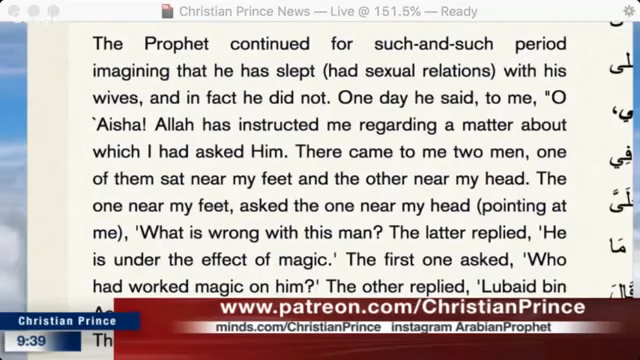 Christian Prince News — Live @ 151.5% — Ready
The Prophet continued for such-and-such period
imagining that he has slept (had sexual relations) with his
wives, and in fact he did not. One day he said, to me, "O
`Aisha! Allah has instructed me regarding a matter about
which I had asked Him. There came to me two men, one
of them sat near my feet and the other near my head. The
one near my feet, asked the one near my head (pointing at
me), 'What is wrong with this man? The latter replied, 'He
is under the effect of magic.' The first one asked, 'Who
had worked magic on him?' The other replied, 'Lubaid bin
Th
في
مَا
www.patreon.com/ChristianPrince
minds.com/ChristianPrince instagram ArabianProphet
Christian Prince
9:39